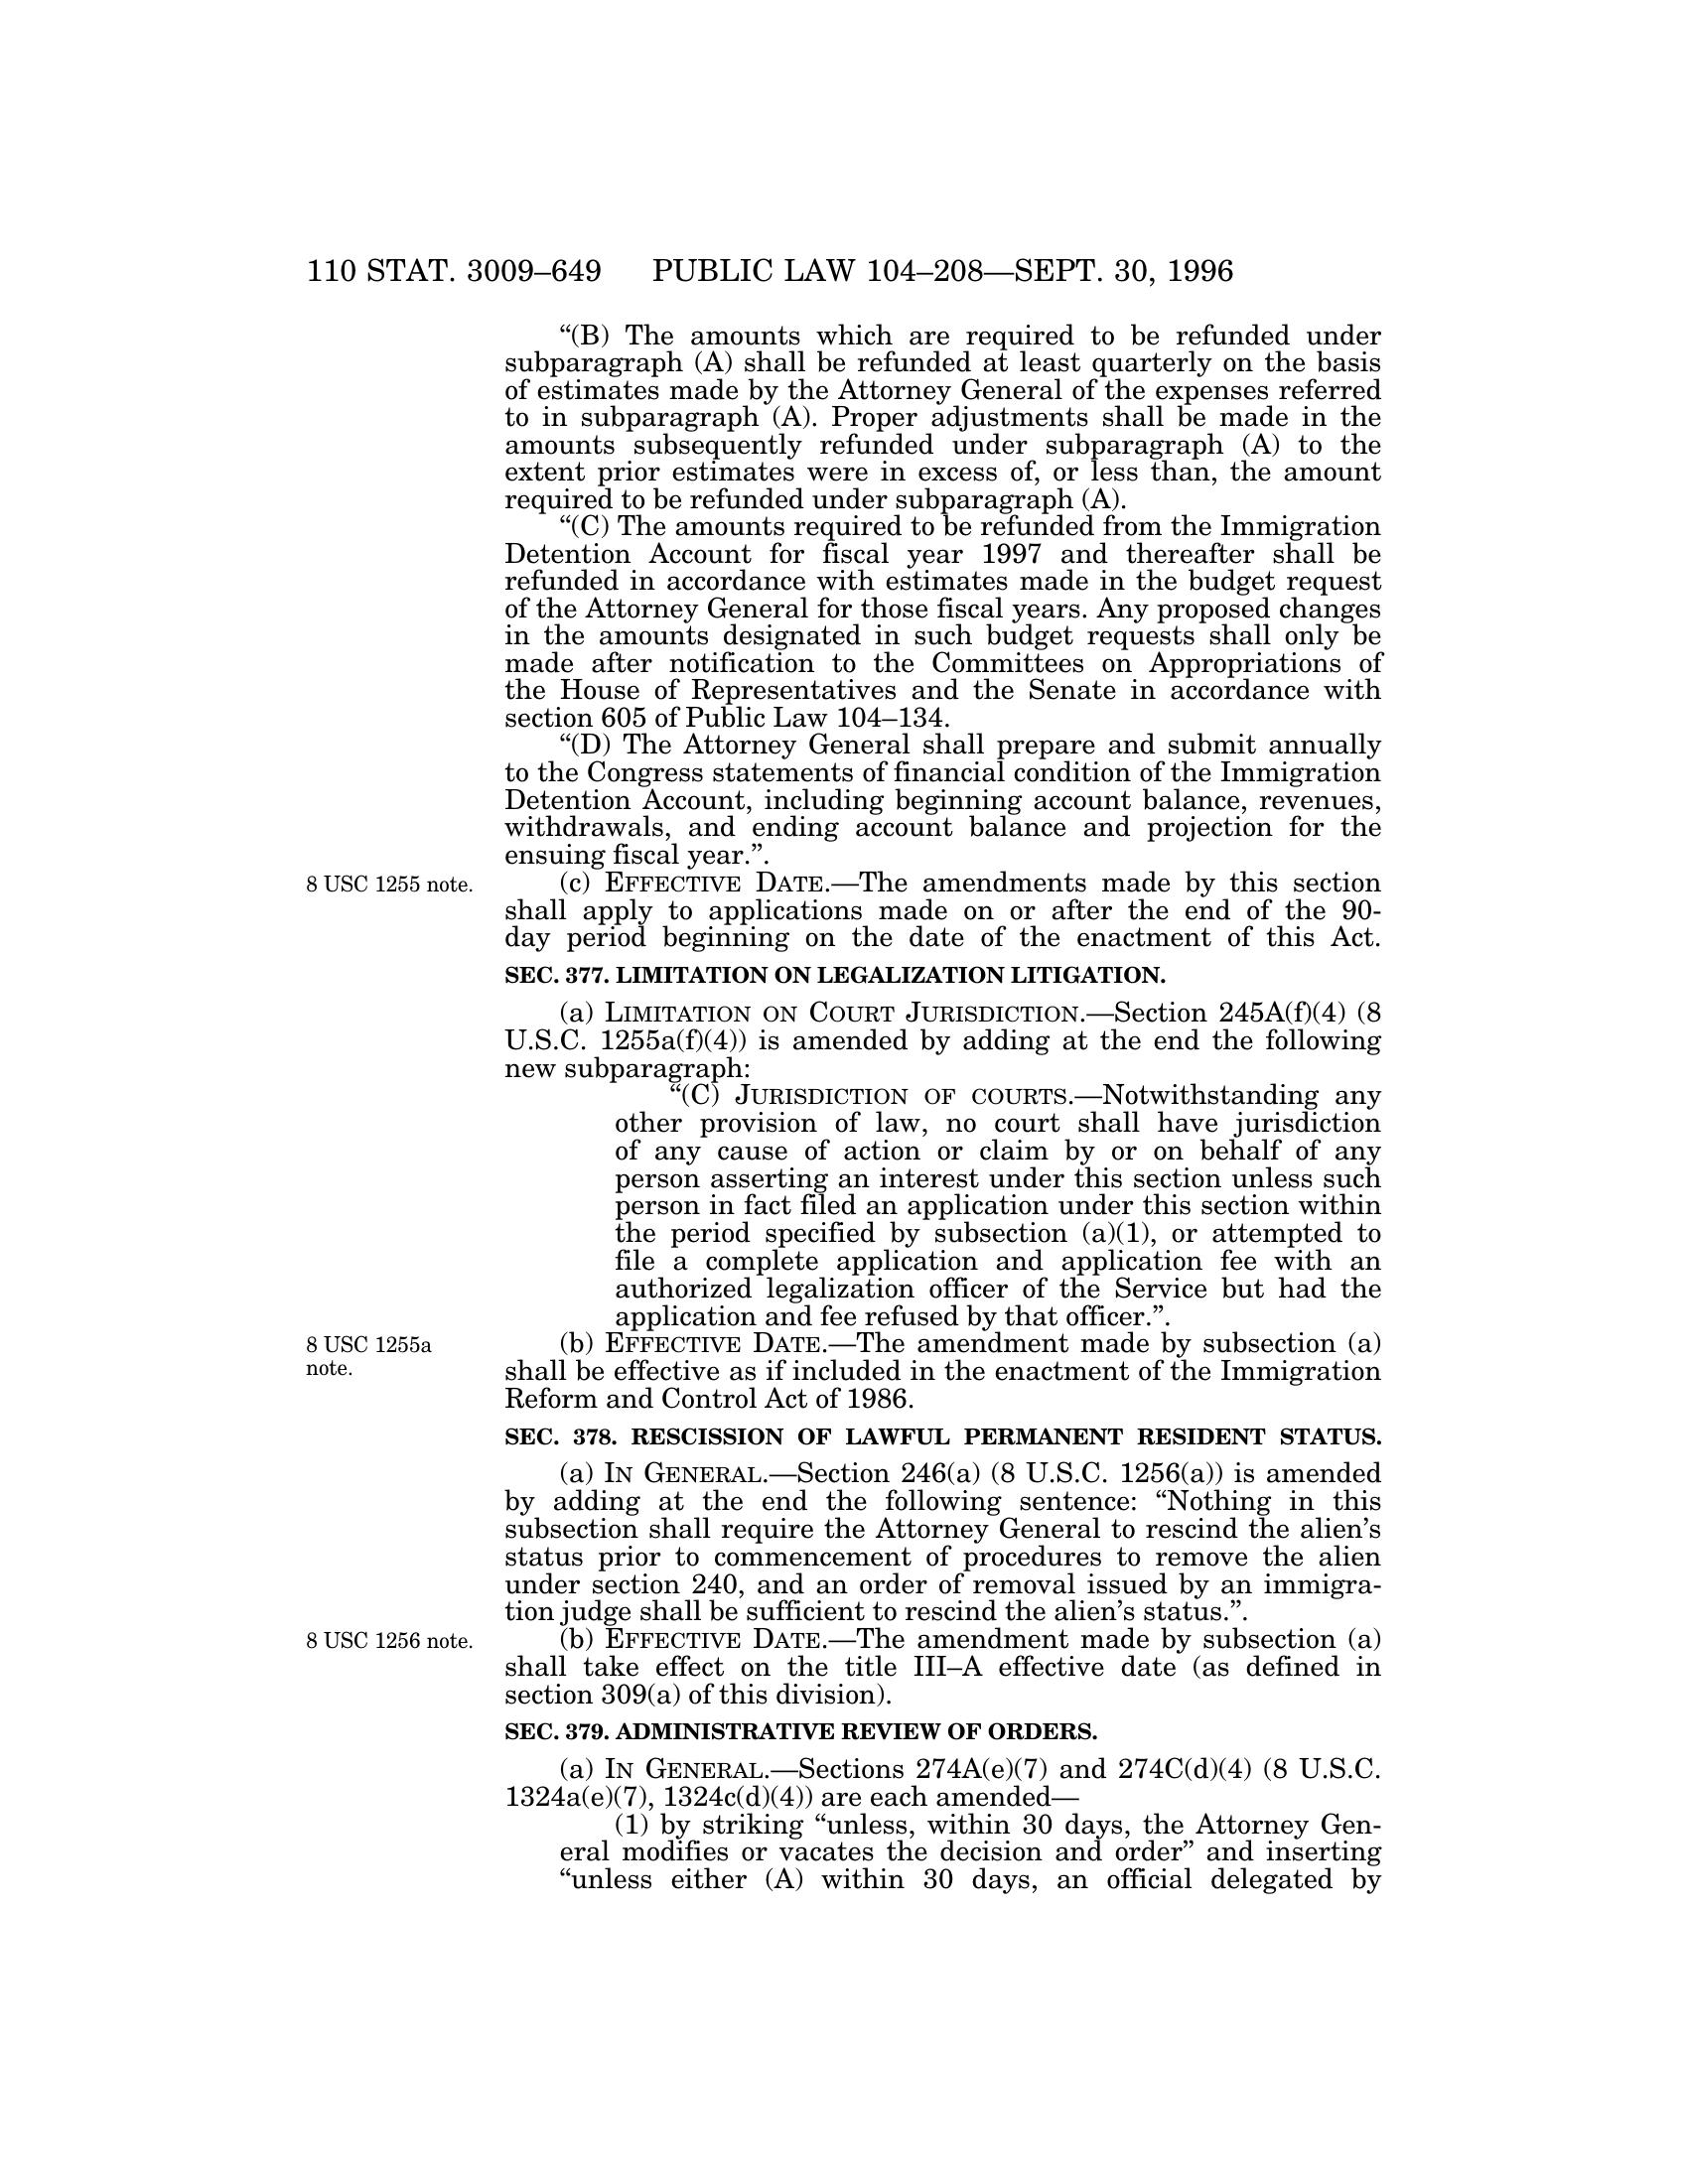 110 STAT. 3009–649 PUBLIC LAW 104–208—SEPT. 30, 1996
“(B) The amounts which are required to be refunded under
subparagraph (A) shall be refunded at least quarterly on the basis
of estimates made by the Attorney General of the expenses referred
to in subparagraph (A). Proper adjustments shall be made in the
amounts subsequently refunded under subparagraph (A) to the
extent prior estimates were in excess of, or less than, the amount
required to be refunded under subparagraph (A).
“(C) The amounts required to be refunded from the Immigration
Detention Account for fiscal year 1997 and thereafter shall be
refunded in accordance with estimates made in the budget request
of the Attorney General for those fiscal years. Any proposed changes
in the amounts designated in such budget requests shall only be
made after notification to the Committees on Appropriations of
the House of Representatives and the Senate in accordance with
section 605 of Public Law 104–134.
“(D) The Attorney General shall prepare and submit annually
to the Congress statements of financial condition of the Immigration
Detention Account, including beginning account balance, revenues,
withdrawals, and ending account balance and projection for the
ensuing fiscal year.”.
8 USC 1255 note.
(c) EFFECTIVE DATE.—The amendments made by this section
shall apply to applications made on or after the end of the 90-
day period beginning on the date of the enactment of this Act.
SEC. 377. LIMITATION ON LEGALIZATION LITIGATION.
(a) LIMITATION ON COURT JURISDICTION.—Section 245A(f)(4) (8
U.S.C. 1255a(f)(4)) is amended by adding at the end the following
new subparagraph:
“(C) JURISDICTION OF COURTS.—Notwithstanding any
other provision of law, no court shall have jurisdiction
of any cause of action or claim by or on behalf of any
person asserting an interest under this section unless such
person in fact filed an application under this section within
the period specified by subsection (a)(1), or attempted to
file a complete application and application fee with an
authorized legalization officer of the Service but had the
application and fee refused by that officer.”.
8 USC 1255a
note.
(b) EFFECTIVE DATE.—The amendment made by subsection (a)
shall be effective as if included in the enactment of the Immigration
Reform and Control Act of 1986.
SEC. 378. RESCISSION OF LAWFUL PERMANENT RESIDENT STATUS.
(a) IN GENERAL.—Section 246(a) (8 U.S.C. 1256(a)) is amended
by adding at the end the following sentence: “Nothing in this
subsection shall require the Attorney General to rescind the alien’s
status prior to commencement of procedures to remove the alien
under section 240, and an order of removal issued by an immigra-
tion judge shall be sufficient to rescind the alien’s status.”.
8 USC 1256 note.
(b) EFFECTIVE DATE.—The amendment made by subsection (a)
shall take effect on the title III–A effective date (as defined in
section 309(a) of this division).
SEC. 379. ADMINISTRATIVE REVIEW OF ORDERS.
(a) IN GENERAL.—Sections 274A(e)(7) and 274C(d)(4) (8 U.S.C.
1324a(e)(7), 1324c(d)(4)) are each amended—
(1) by striking “unless, within 30 days, the Attorney Gen-
eral modifies or vacates the decision and order” and inserting
“unless either (A) within 30 days, an official delegated by